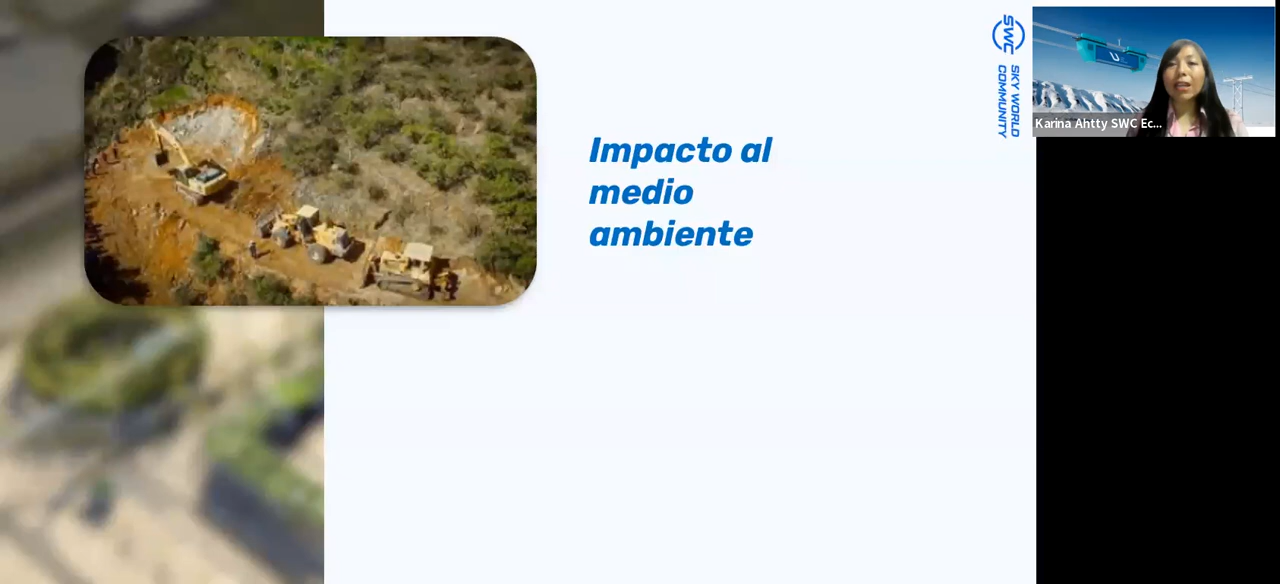 Impacto al
medio
ambiente
SWC
SKY WORLD
COMMUNITY
Karina Ahtty SWC Ec...